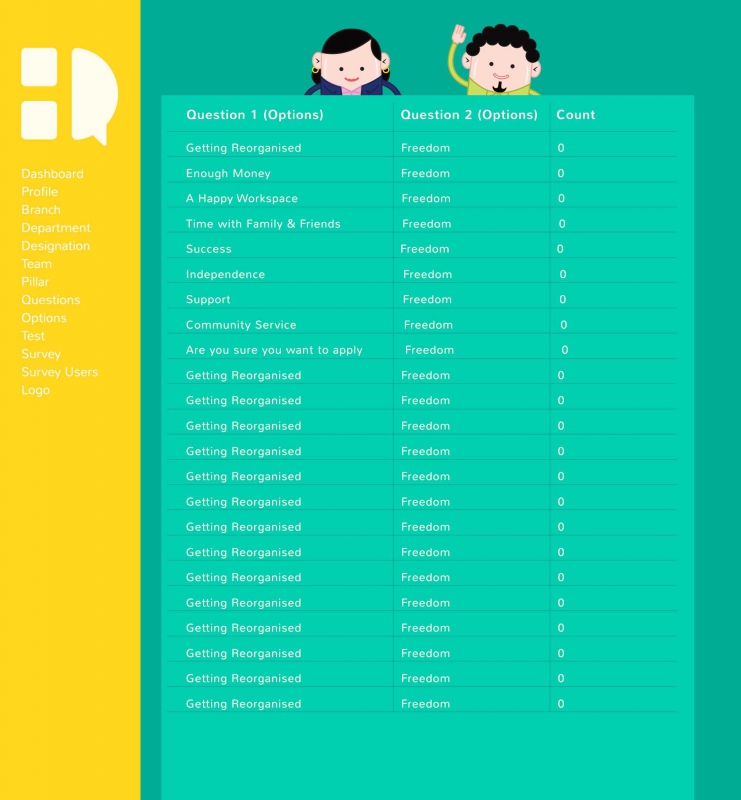 Dashboard
Profile
Branch
Department
Designation
Team
Pillar
Questions
Options
Test
Survey
Survey Users
Logo
Question 1 (Options) Question 2 (Options) Count
Getting Reorganised Freedom 0
Enough Money Freedom 0
A Happy Workspace Freedom 0
Time with Family & Friends Freedom 0
Success Freedom 0
Independence Freedom 0
Support Freedom 0
Community Service Freedom 0
Are you sure you want to apply Freedom 0
Getting Reorganised Freedom 0
Getting Reorganised Freedom 0
Getting Reorganised Freedom 0
Getting Reorganised Freedom 0
Getting Reorganised Freedom 0
Getting Reorganised Freedom 0
Getting Reorganised Freedom 0
Getting Reorganised Freedom 0
Getting Reorganised Freedom 0
Getting Reorganised Freedom 0
Getting Reorganised Freedom 0
Getting Reorganised Freedom 0
Getting Reorganised Freedom 0
Getting Reorganised Freedom 0